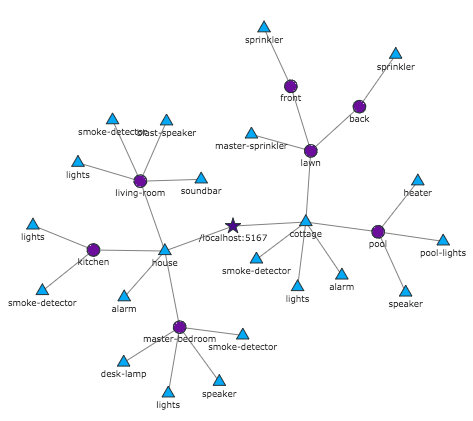 sprinkler
sprinkler
front
back
smoke-detector
blast-speaker
master-sprinkler
lawn
lights
living-room
soundbar
heater
lights
/localhost:5167
cottage
pool
pool-lights
kitchen
house
smoke-detector
smoke-detector
alarm
lights
alarm
speaker
master-bedroom
smoke-detector
desk-lamp
lights
speaker